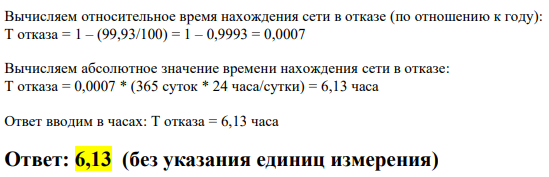 Вычисляем относительное время нахождения сети в отказе (по отношению к году):
Т отказа = 1 – (99,93/100) = 1 – 0,9993 = 0,0007
Вычисляем абсолютное значение времени нахождения сети в отказе:
Т отказа = 0,0007 * (365 суток * 24 часа/сутки) = 6,13 часа
Ответ вводим в часах: Т отказа = 6,13 часа
Ответ: 6,13 (без указания единиц измерения)